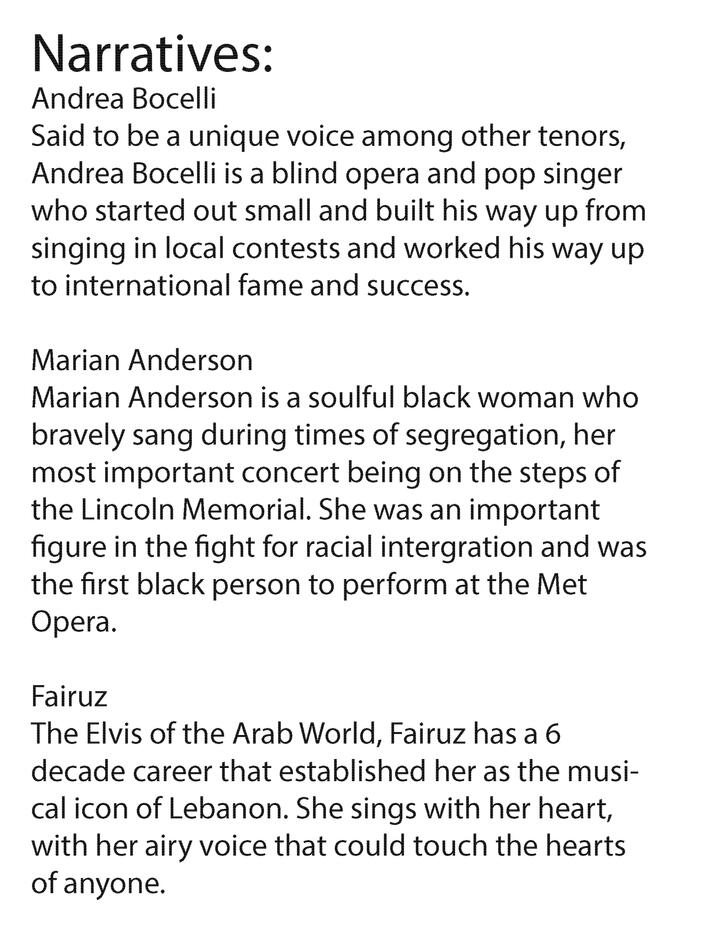 Narratives:
Andrea Bocelli
Said to be a unique voice among other tenors,
Andrea Bocelli is a blind opera and pop singer
who started out small and built his way up from
singing in local contests and worked his way up
to international fame and success.
Marian Anderson
Marian Anderson is a soulful black woman who
bravely sang during times of segregation, her
most important concert being on the steps of
the Lincoln Memorial. She was an important
figure in the fight for racial intergration and was
the first black person to perform at the Met
Opera.
Fairuz
The Elvis of the Arab World, Fairuz has a 6
decade career that established her as the musi-
cal icon of Lebanon. She sings with her heart,
with her airy voice that could touch the hearts
of anyone.